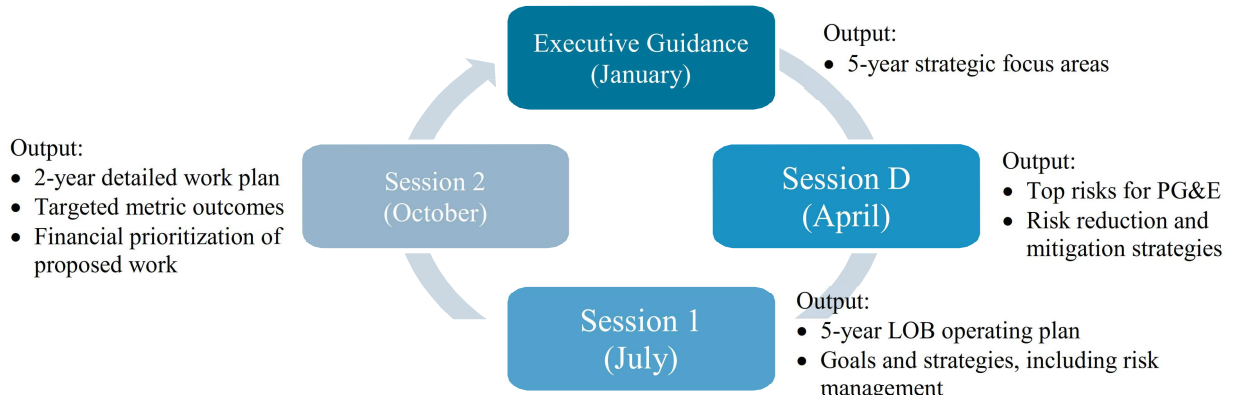 Executive Guidance
(January)
Output:
• 5-year strategic focus areas
Session D
(April)
Output:
• Top risks for PG&E
• Risk reduction and
mitigation strategies
Session 1
(July)
Output:
• 5-year LOB operating plan
• Goals and strategies, including risk
management
Session 2
(October)
Output:
• 2-year detailed work plan
• Targeted metric outcomes
• Financial prioritization of
proposed work